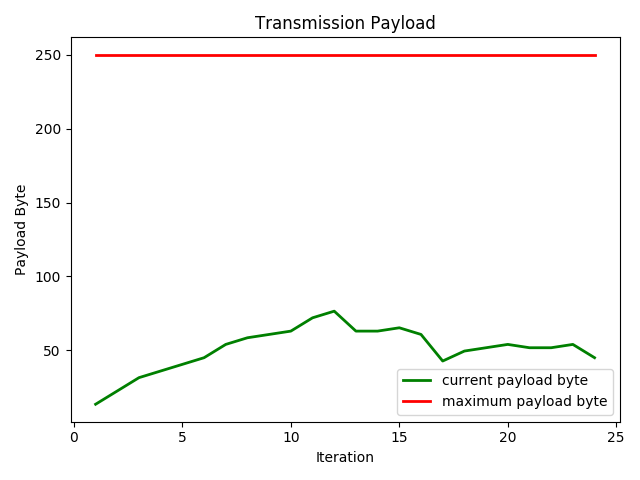 Transmission Payload
250
200
150
100
50
Payload Byte
current payload byte
maximum payload byte
0
5
10
15
20
25
Iteration